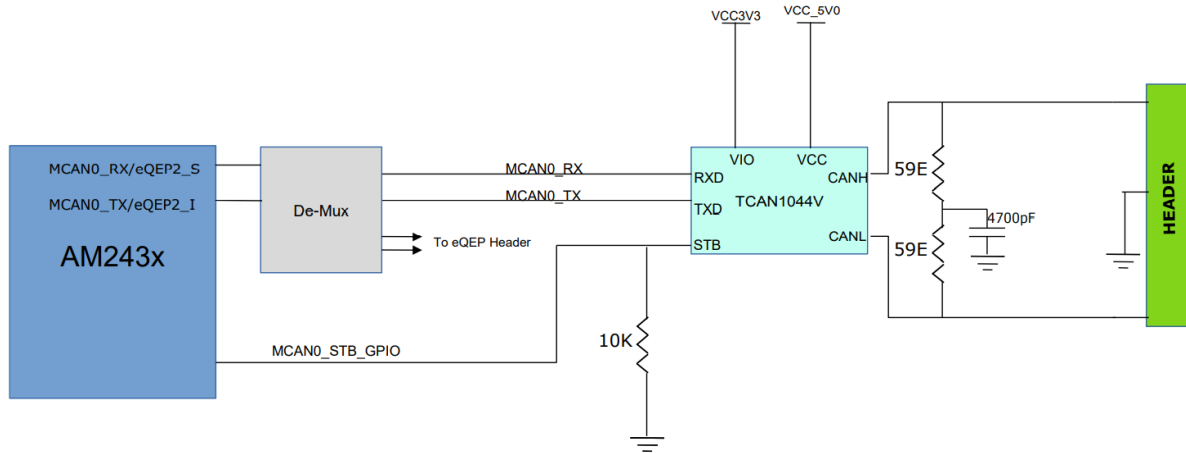 VCC3V3
VCC_5V0
MCAN0_RX/eQEP2_S
MCAN0_TX/eQEP2_I
AM243x
De-Mux
To eQEP Header
MCAN0_RX
MCAN0_TX
MCAN0_STB_GPIO
10K
VIO
VCC
RXD
CANH
TXD
TCAN1044V
STB
CANL
59E
4700pF
59E
HEADER